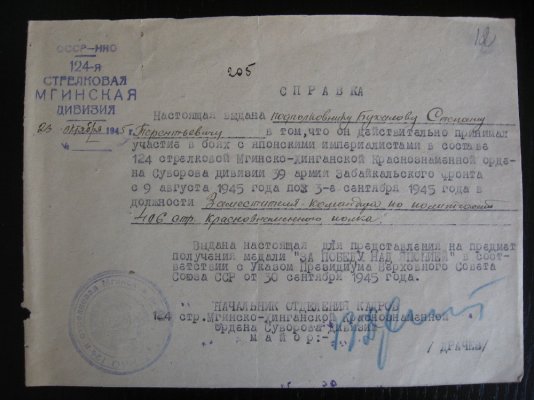 СССР-НКО
124-я
СТРЕЛКОВАЯ
МГИНСКАЯ
ДИВИЗИЯ
23 октября 1945 г.
205
12
СПРАВКА
Настоящая выдана подполковнику Степану
Терентьевичу в том, что он действительно принимал
участие в боях с японскими империалистами в составе
124 стрелковой Мгинско-Хинганской Краснознаменной орде-
на Суворова дивизии 39 армии Забайкальского фронта
с 9 августа 1945 года по 3-е сентября 1945 года в
должности Заместителя командира по политчасти
406 стр. Краснознаменного полка.
Выдана настоящая для представления на предмет
получения медали "ЗА ПОБЕДУ НАД ЯПОНИЕЙ" в соот-
ветствии с Указом Президиума Верховного Совета
Союза ССР от 30 сентября 1945 года.
НАЧАЛЬНИК ОТДЕЛЕНИЯ КАДРОВ
124 стр. Мгинско-Хинганской Краснознаменной
ордена Суворова дивизии
майор:-
/ДРАЧЕВ/